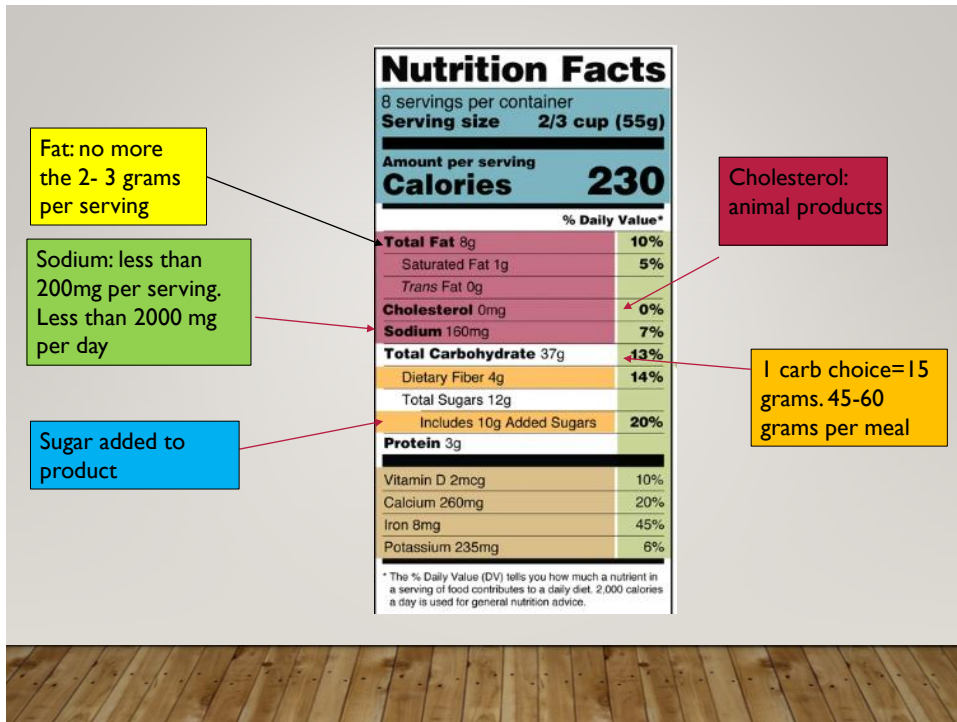 Nutrition Facts
8 servings per container
Serving size 2/3 cup (55g)
Amount per serving
Calories 230
% Daily Value*
Total Fat 8g 10%
Saturated Fat 1g 5%
Trans Fat 0g
Cholesterol 0mg 0%
Sodium 160mg 7%
Total Carbohydrate 37g 13%
Dietary Fiber 4g 14%
Total Sugars 12g
Includes 10g Added Sugars 20%
Protein 3g
Vitamin D 2mcg 10%
Calcium 260mg 20%
Iron 8mg 45%
Potassium 235mg 6%
* The % Daily Value (DV) tells you how much a nutrient in
a serving of food contributes to a daily diet. 2,000 calories
a day is used for general nutrition advice.
Fat: no more
the 2- 3 grams
per serving
Sodium: less than
200mg per serving.
Less than 2000 mg
per day
Sugar added to
product
Cholesterol:
animal products
1 carb choice=15
grams. 45-60
grams per meal